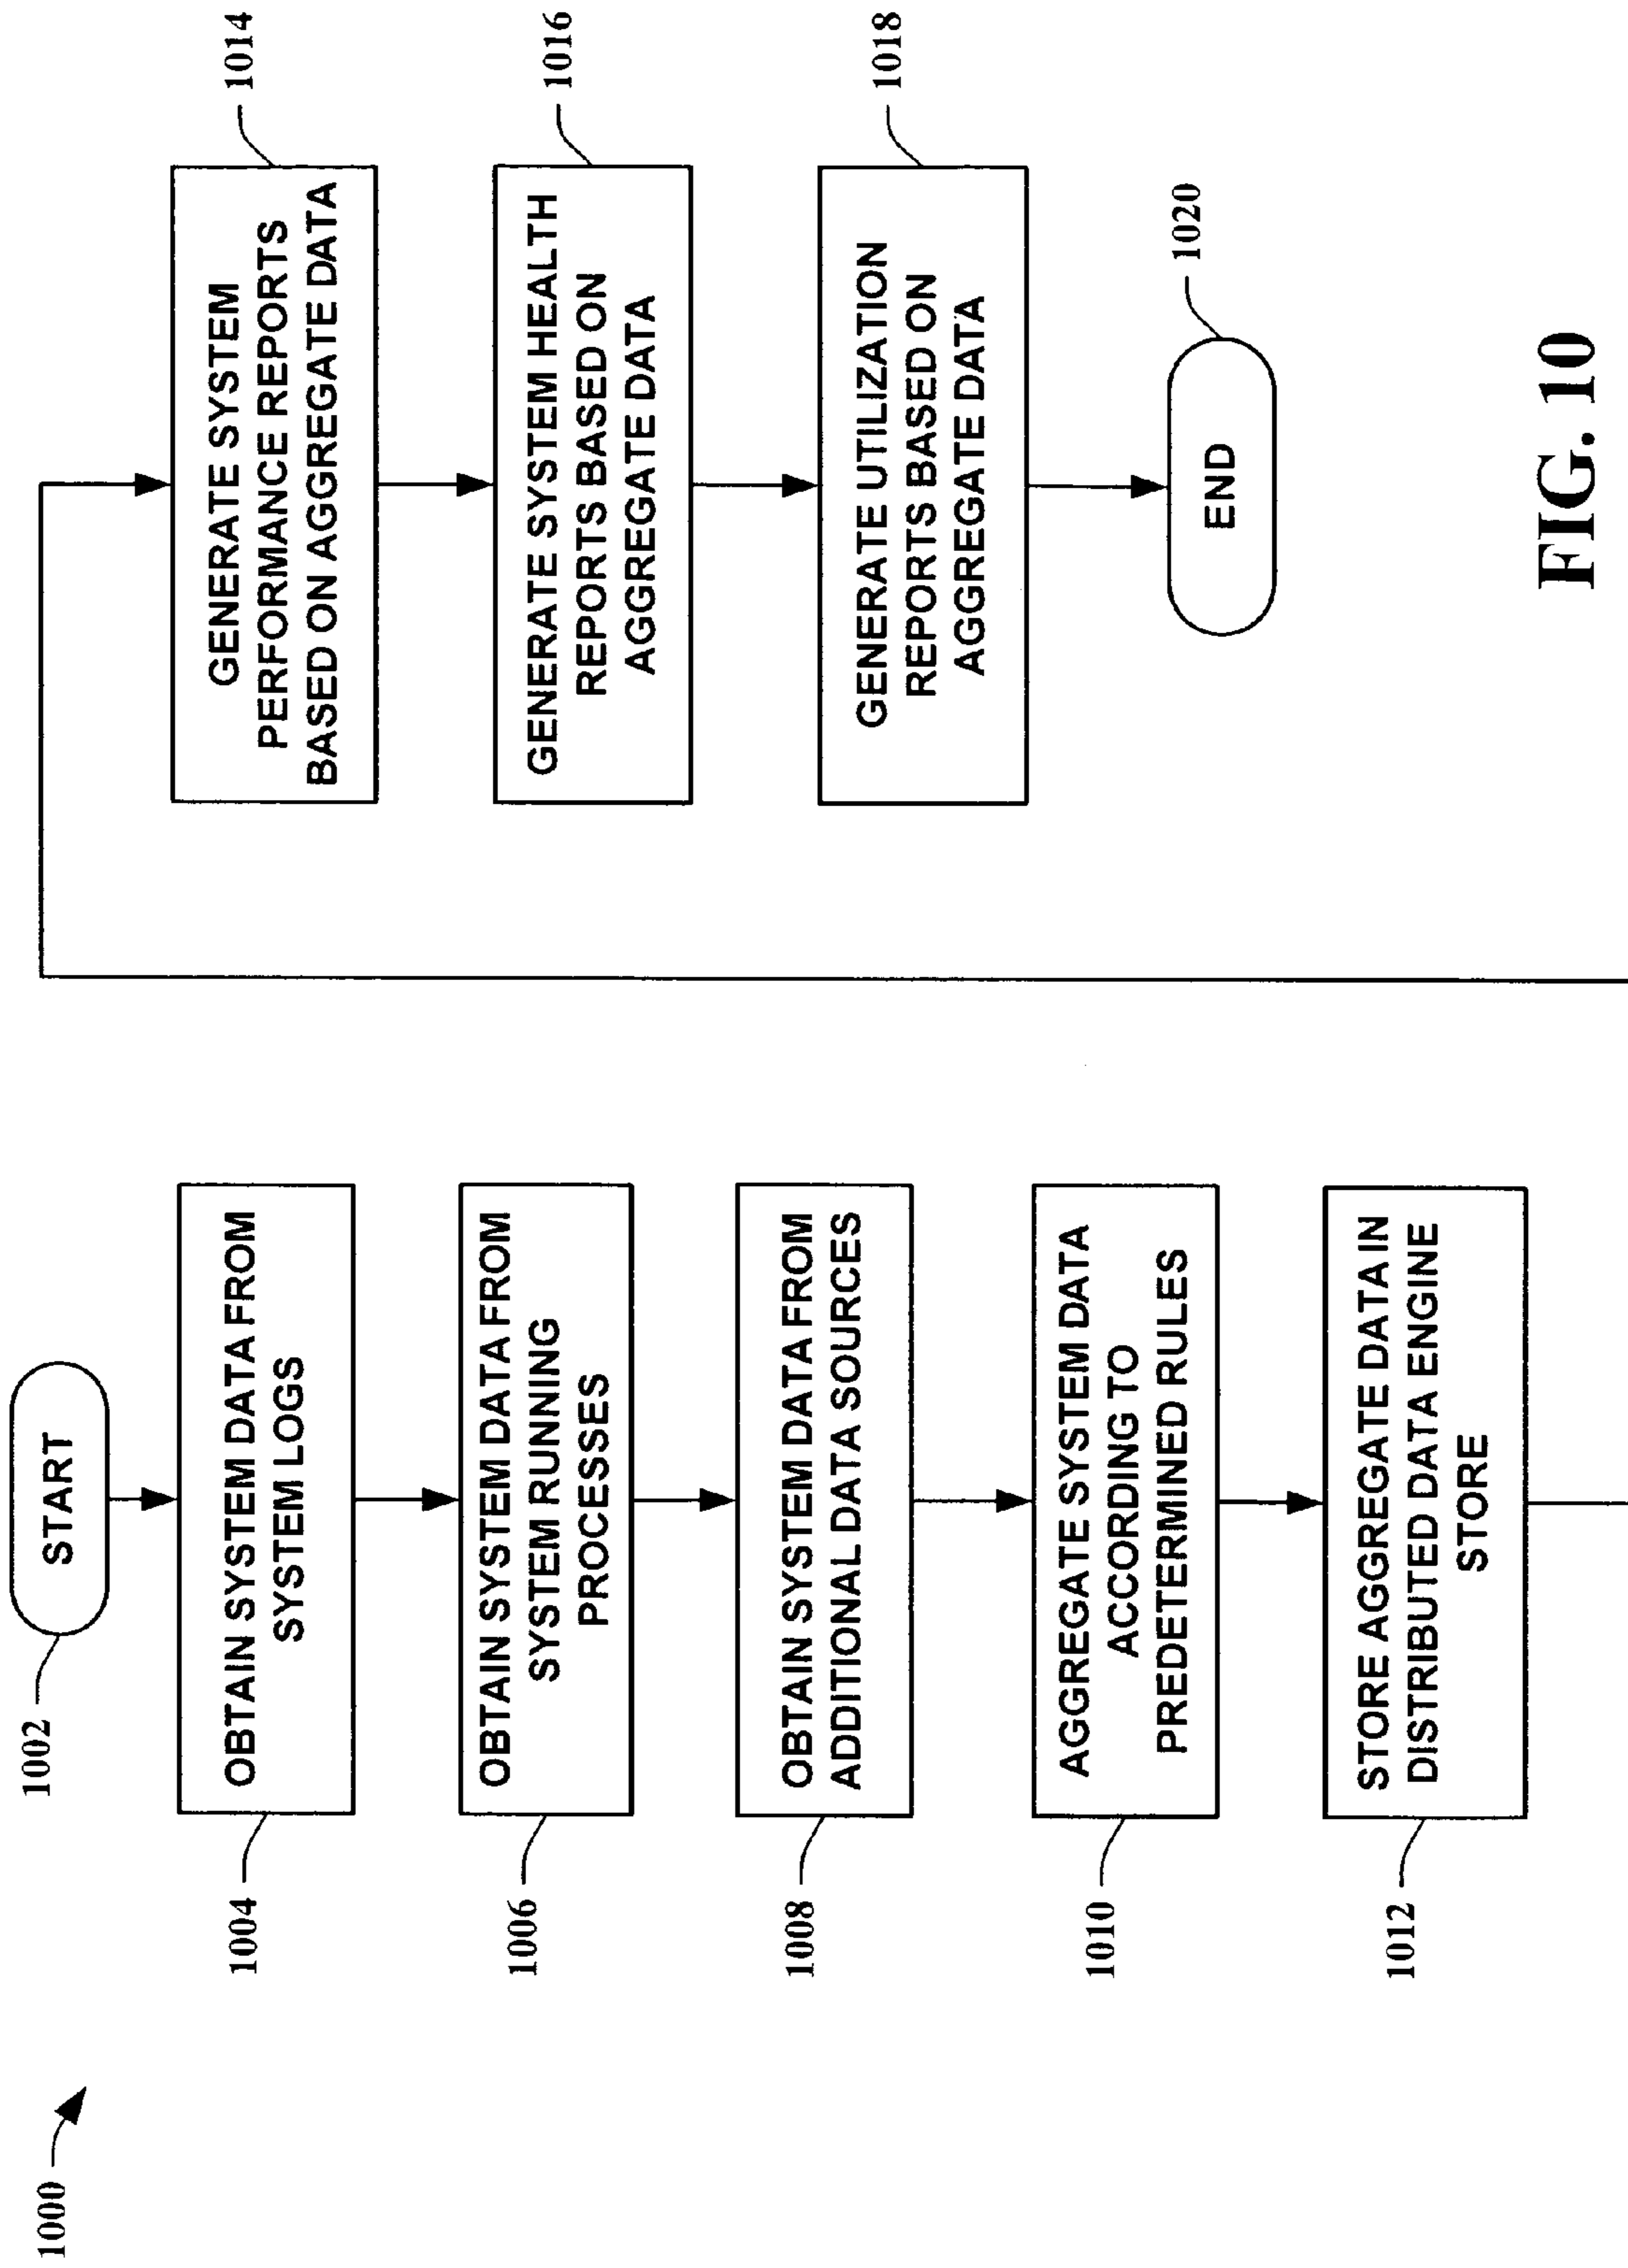 1000
1002
START
1004
OBTAIN SYSTEM DATA FROM
SYSTEM LOGS
1006
OBTAIN SYSTEM DATA FROM
SYSTEM RUNNING
PROCESSES
1008
OBTAIN SYSTEM DATA FROM
ADDITIONAL DATA SOURCES
1010
AGGREGATE SYSTEM DATA
ACCORDING TO
PREDETERMINED RULES
1012
STORE AGGREGATE DATA IN
DISTRIBUTED DATA ENGINE
STORE
1014
GENERATE SYSTEM
PERFORMANCE REPORTS
BASED ON AGGREGATE DATA
1016
GENERATE SYSTEM HEALTH
REPORTS BASED ON
AGGREGATE DATA
1018
GENERATE UTILIZATION
REPORTS BASED ON
AGGREGATE DATA
1020
END
FIG. 10